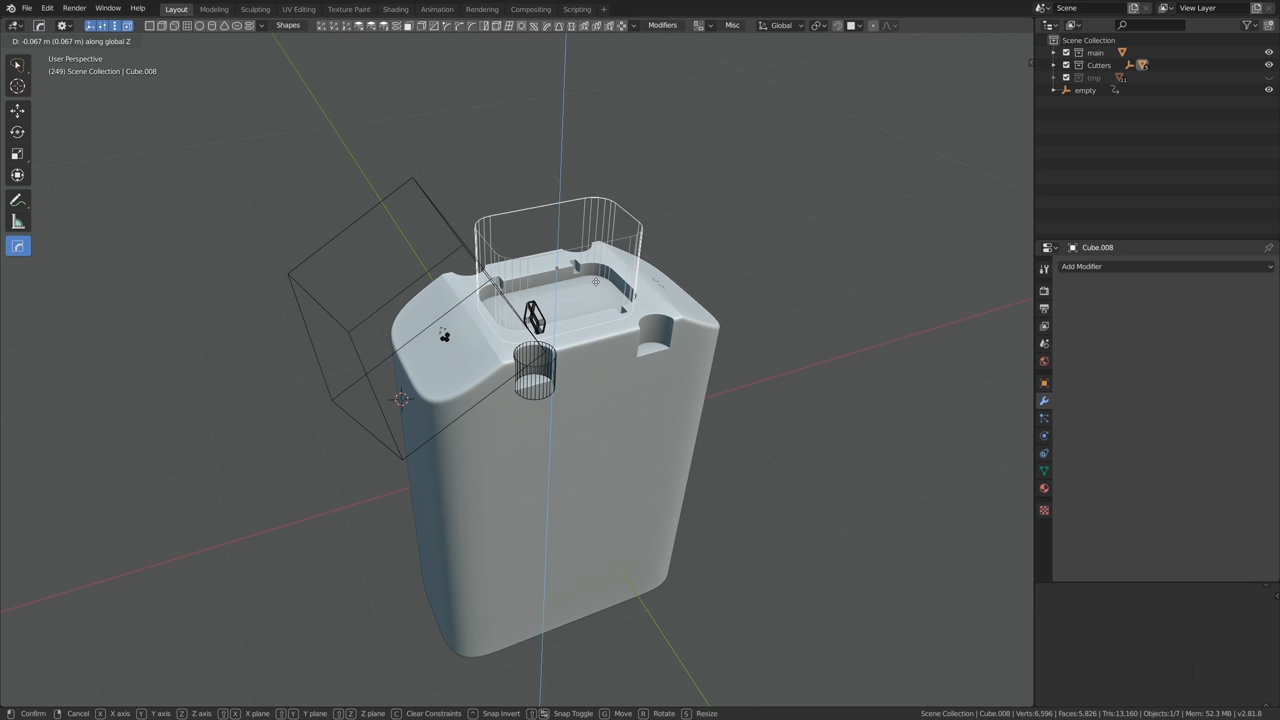 File Edit Render Window Help Layout Modeling Sculpting UV Editing Texture Paint Shading Animation Rendering Compositing Scripting + Scene View Layer
Shapes Modifiers Misc Global
D: -0.067 m (0.067 m) along global Z
User Perspective
(249) Scene Collection | Cube.008
Scene Collection
main
Cutters
tmp
empty
Cube.008
Add Modifier
Confirm Cancel X X axis Y Y axis Z Z axis X X plane Y Y plane Z Z plane C Clear Constraints Snap Invert Snap Toggle G Move R Rotate S Resize
Scene Collection | Cube.008 | Verts:6,596 | Faces:5,826 | Tris:13,160 | Objects:1/7 | Mem: 52.3 MB | v2.81.8